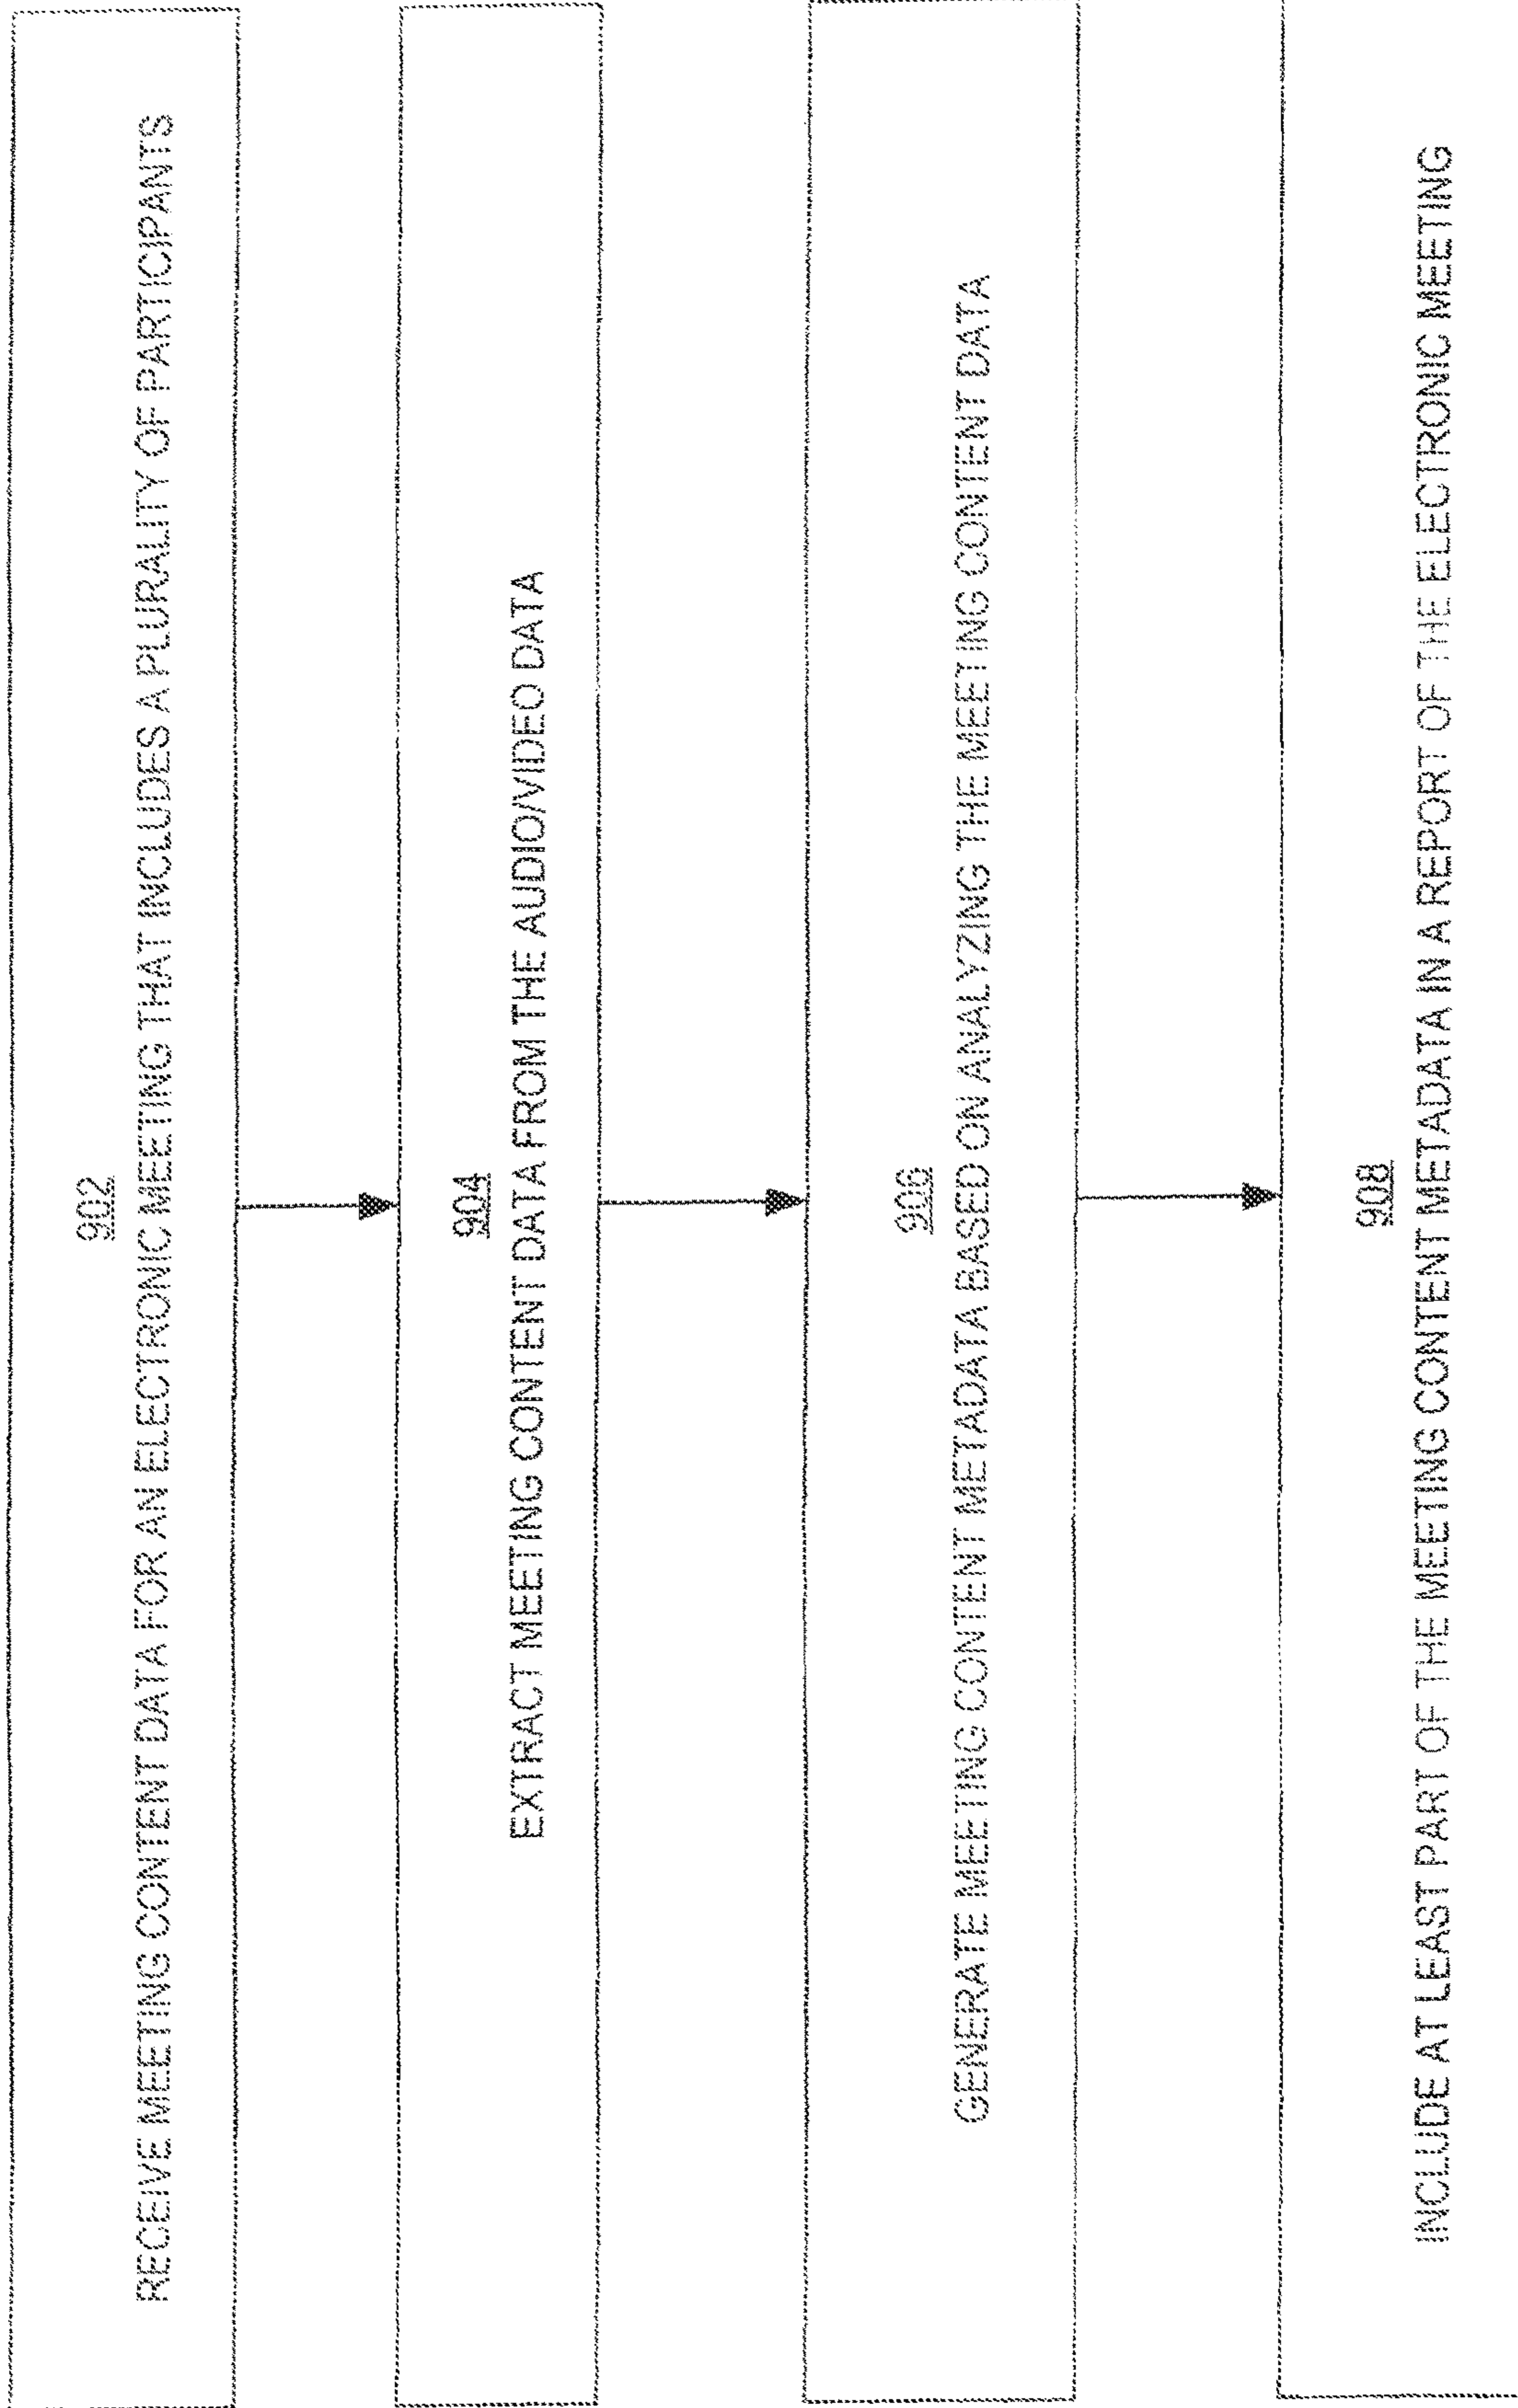 902
RECEIVE MEETING CONTENT DATA FOR AN ELECTRONIC MEETING THAT INCLUDES A PLURALITY OF PARTICIPANTS
904
EXTRACT MEETING CONTENT DATA FROM THE AUDIO/VIDEO DATA
906
GENERATE MEETING CONTENT METADATA BASED ON ANALYZING THE MEETING CONTENT DATA
908
INCLUDE AT LEAST PART OF THE MEETING CONTENT METADATA IN A REPORT OF THE ELECTRONIC MEETING